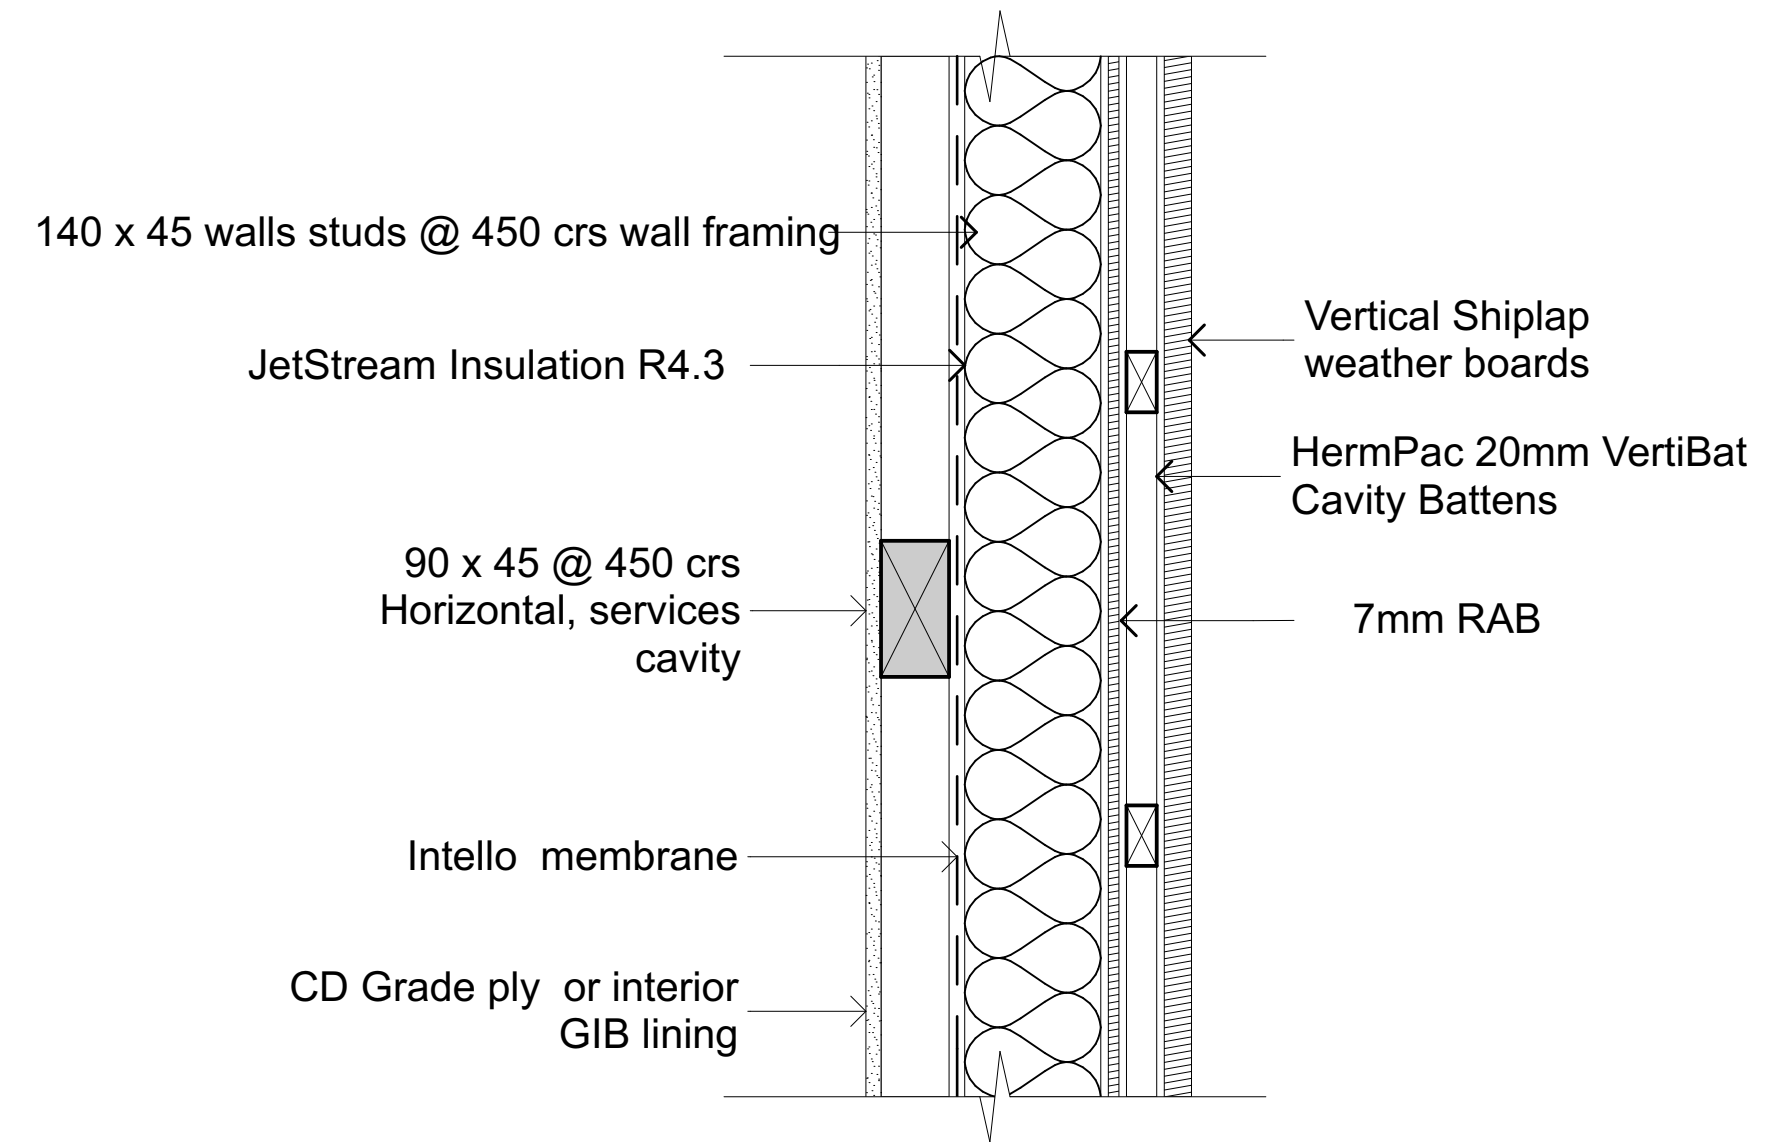 140 x 45 walls studs @ 450 crs wall framing
JetStream Insulation R4.3
90 x 45 @ 450 crs
Horizontal, services
cavity
Intello  membrane
CD Grade ply  or interior
GIB lining
Vertical Shiplap
weather boards
HermPac 20mm VertiBat
Cavity Battens
7mm RAB